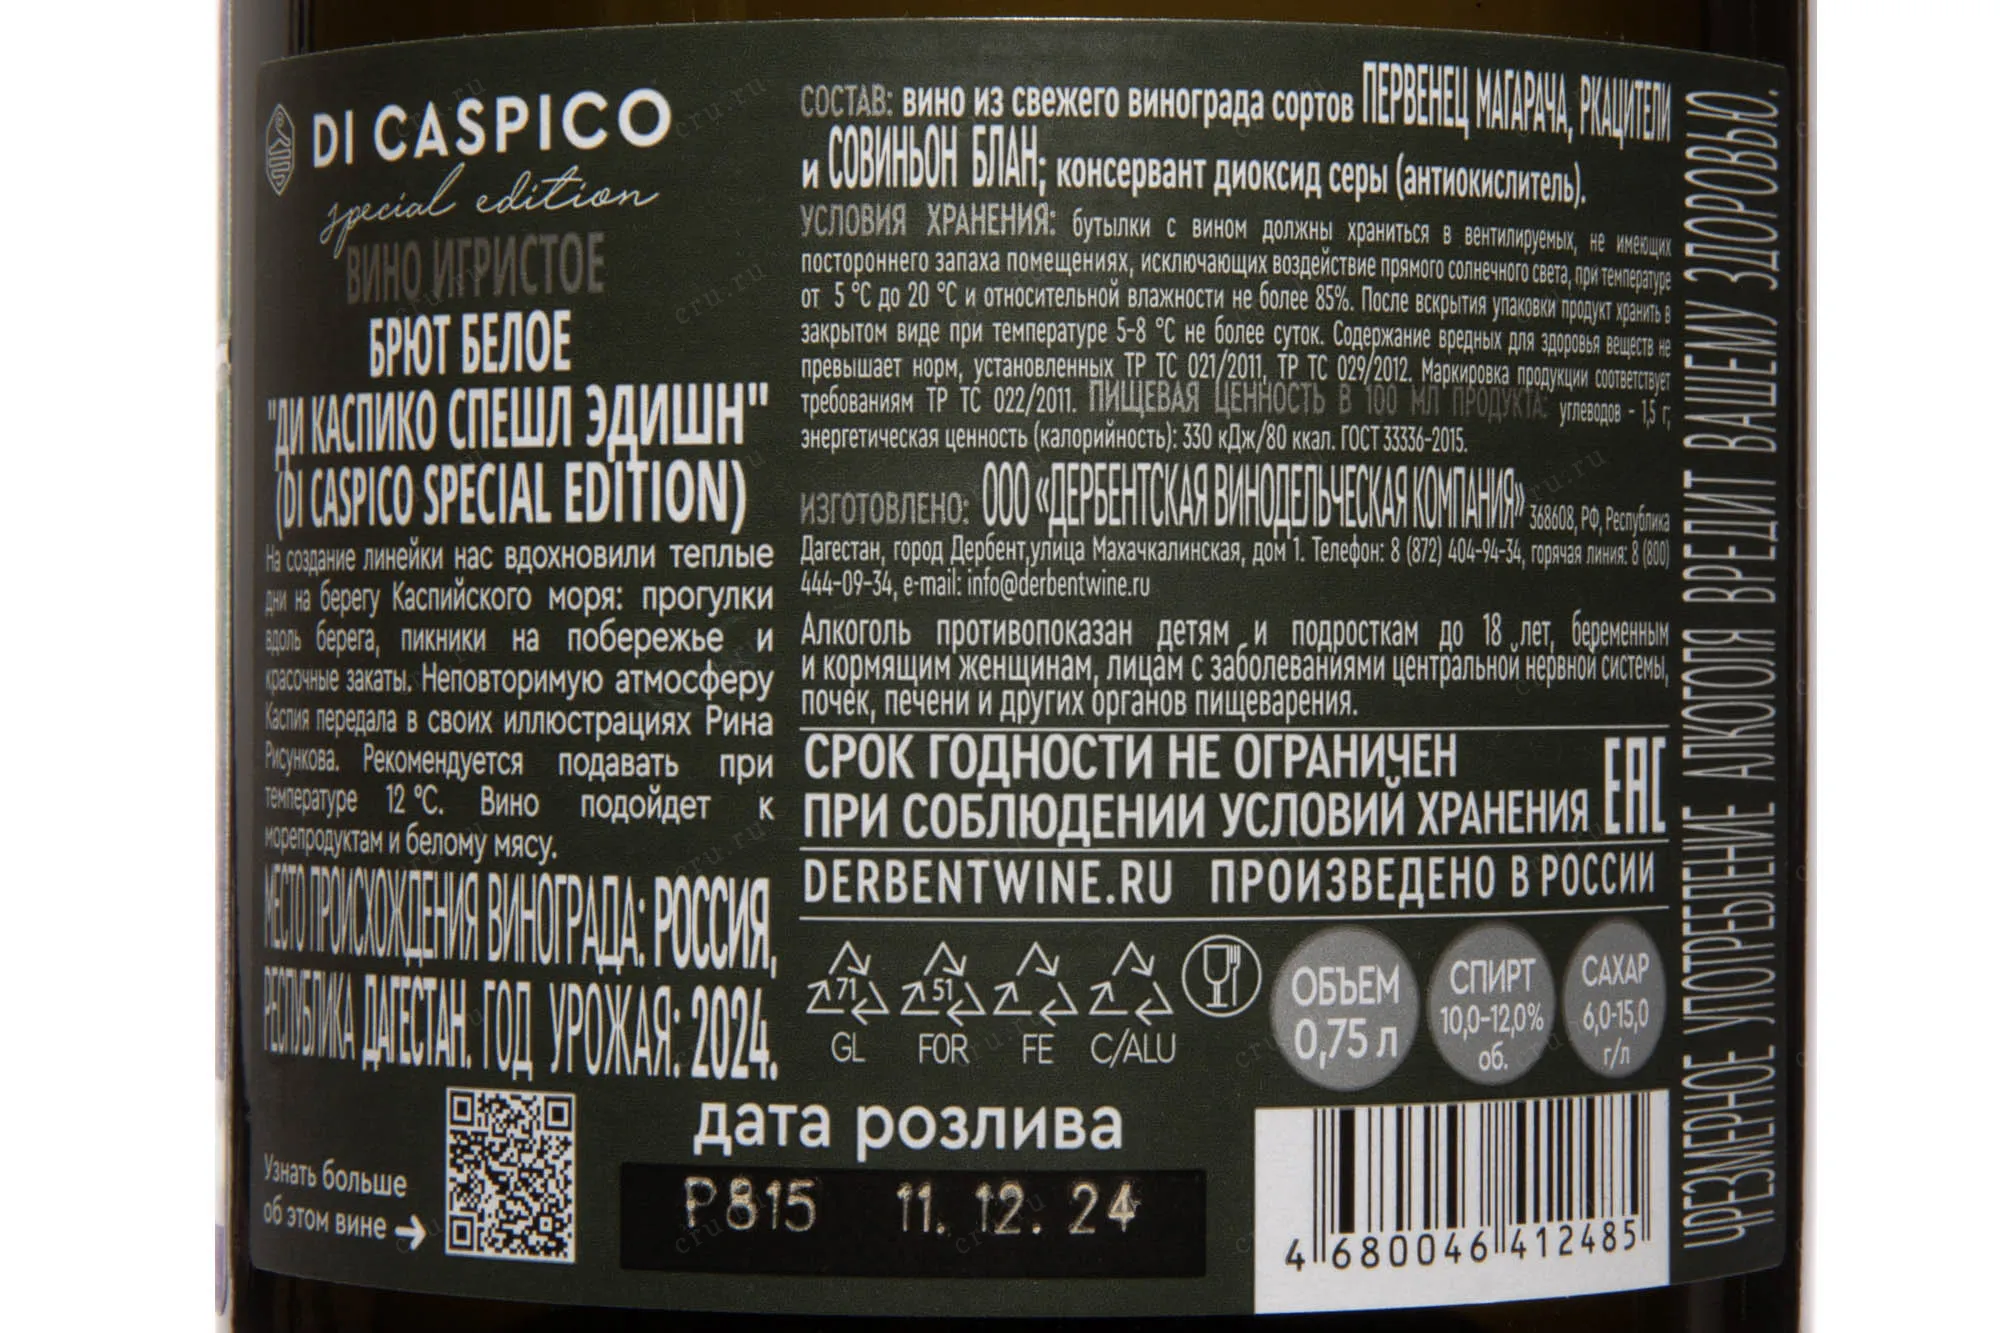 DI CASPICO
special edition
ВИНО ИГРИСТОЕ
БРЮТ БЕЛОЕ
"ДИ КАСПИКО СПЕШЛ ЭДИШН"
(DI CASPICO SPECIAL EDITION)
На создание линейки нас вдохновили теплые
дни на берегу Каспийского моря: прогулки
вдоль берега, пикники на побережье и
красочные закаты. Неповторимую атмосферу
Каспия передала в своих иллюстрациях Рина
Рисункова. Рекомендуется подавать при
температуре 12 °C. Вино подойдет к
морепродуктам и белому мясу.
МЕСТО ПРОИСХОЖДЕНИЯ ВИНОГРАДА: РОССИЯ,
РЕСПУБЛИКА ДАГЕСТАН. ГОД УРОЖАЯ: 2024.
Узнать больше
об этом вине
СОСТАВ: вино из свежего винограда сортов ПЕРВЕНЕЦ МАГАРАЧА, РКАЦИТЕЛИ
и СОВИНЬОН БЛАН; консервант диоксид серы (антиокислитель).
УСЛОВИЯ ХРАНЕНИЯ: бутылки с вином должны храниться в вентилируемых, не имеющих
постороннего запаха помещениях, исключающих воздействие прямого солнечного света, при температуре
от 5 °C до 20 °C и относительной влажности не более 85%. После вскрытия упаковки продукт хранить в
закрытом виде при температуре 5-8 °C не более суток. Содержание вредных для здоровья веществ не
превышает норм, установленных ТР ТС 021/2011, ТР ТС 029/2012. Маркировка продукции соответствует
требованиям ТР ТС 022/2011. ПИЩЕВАЯ ЦЕННОСТЬ В 100 МЛ ПРОДУКТА: углеводов - 1,5 г;
энергетическая ценность (калорийность): 330 кДж/80 ккал. ГОСТ 33336-2015.
ИЗГОТОВЛЕНО: ООО «ДЕРБЕНТСКАЯ ВИНОДЕЛЬЧЕСКАЯ КОМПАНИЯ» 368608, РФ, Республика
Дагестан, город Дербент,улица Махачкалинская, дом 1. Телефон: 8 (872) 404-94-34, горячая линия: 8 (800)
444-09-34, e-mail: info@derbentwine.ru
Алкоголь противопоказан детям и подросткам до 18 лет, беременным
и кормящим женщинам, лицам с заболеваниями центральной нервной системы,
почек, печени и других органов пищеварения.
СРОК ГОДНОСТИ НЕ ОГРАНИЧЕН
ПРИ СОБЛЮДЕНИИ УСЛОВИЙ ХРАНЕНИЯ
EAC
DERBENTWINE.RU ПРОИЗВЕДЕНО В РОССИИ
71 51
GL FOR FE C/ALU
ОБЪЕМ
0,75 л
СПИРТ
10,0-12,0%
об.
САХАР
6,0-15,0
г/л
дата розлива
P815 11. 12. 24
4 680046 412485
ЧРЕЗМЕРНОЕ УПОТРЕБЛЕНИЕ АЛКОГОЛЯ ВРЕДИТ ВАШЕМУ ЗДОРОВЬЮ.
cru.ru